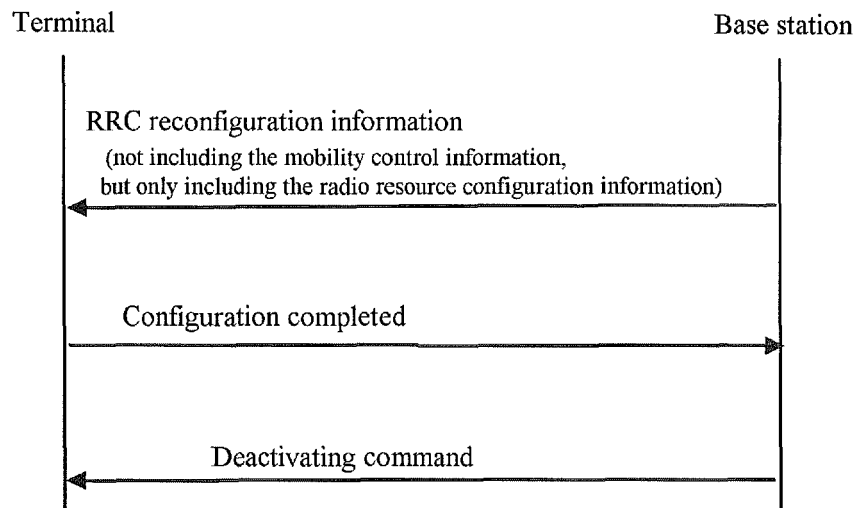 Terminal
Base station
RRC reconfiguration information
(not including the mobility control information,
but only including the radio resource configuration information)
Configuration completed
Deactivating command